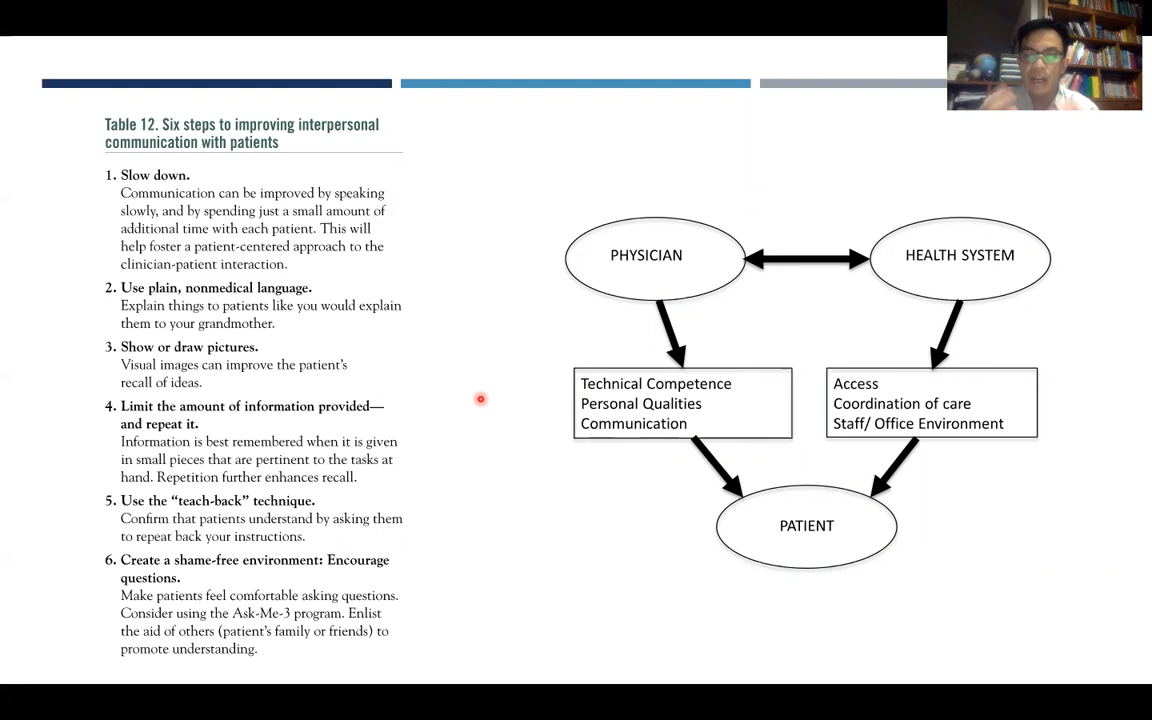 Table 12. Six steps to improving interpersonal
communication with patients
1. Slow down.
Communication can be improved by speaking
slowly, and by spending just a small amount of
additional time with each patient. This will
help foster a patient-centered approach to the
clinician-patient interaction.
2. Use plain, nonmedical language.
Explain things to patients like you would explain
them to your grandmother.
3. Show or draw pictures.
Visual images can improve the patient's
recall of ideas.
4. Limit the amount of information provided—
and repeat it.
Information is best remembered when it is given
in small pieces that are pertinent to the tasks at
hand. Repetition further enhances recall.
5. Use the “teach-back” technique.
Confirm that patients understand by asking them
to repeat back your instructions.
6. Create a shame-free environment: Encourage
questions.
Make patients feel comfortable asking questions.
Consider using the Ask-Me-3 program. Enlist
the aid of others (patient's family or friends) to
promote understanding.
PHYSICIAN
HEALTH SYSTEM
Technical Competence
Personal Qualities
Communication
Access
Coordination of care
Staff/ Office Environment
PATIENT